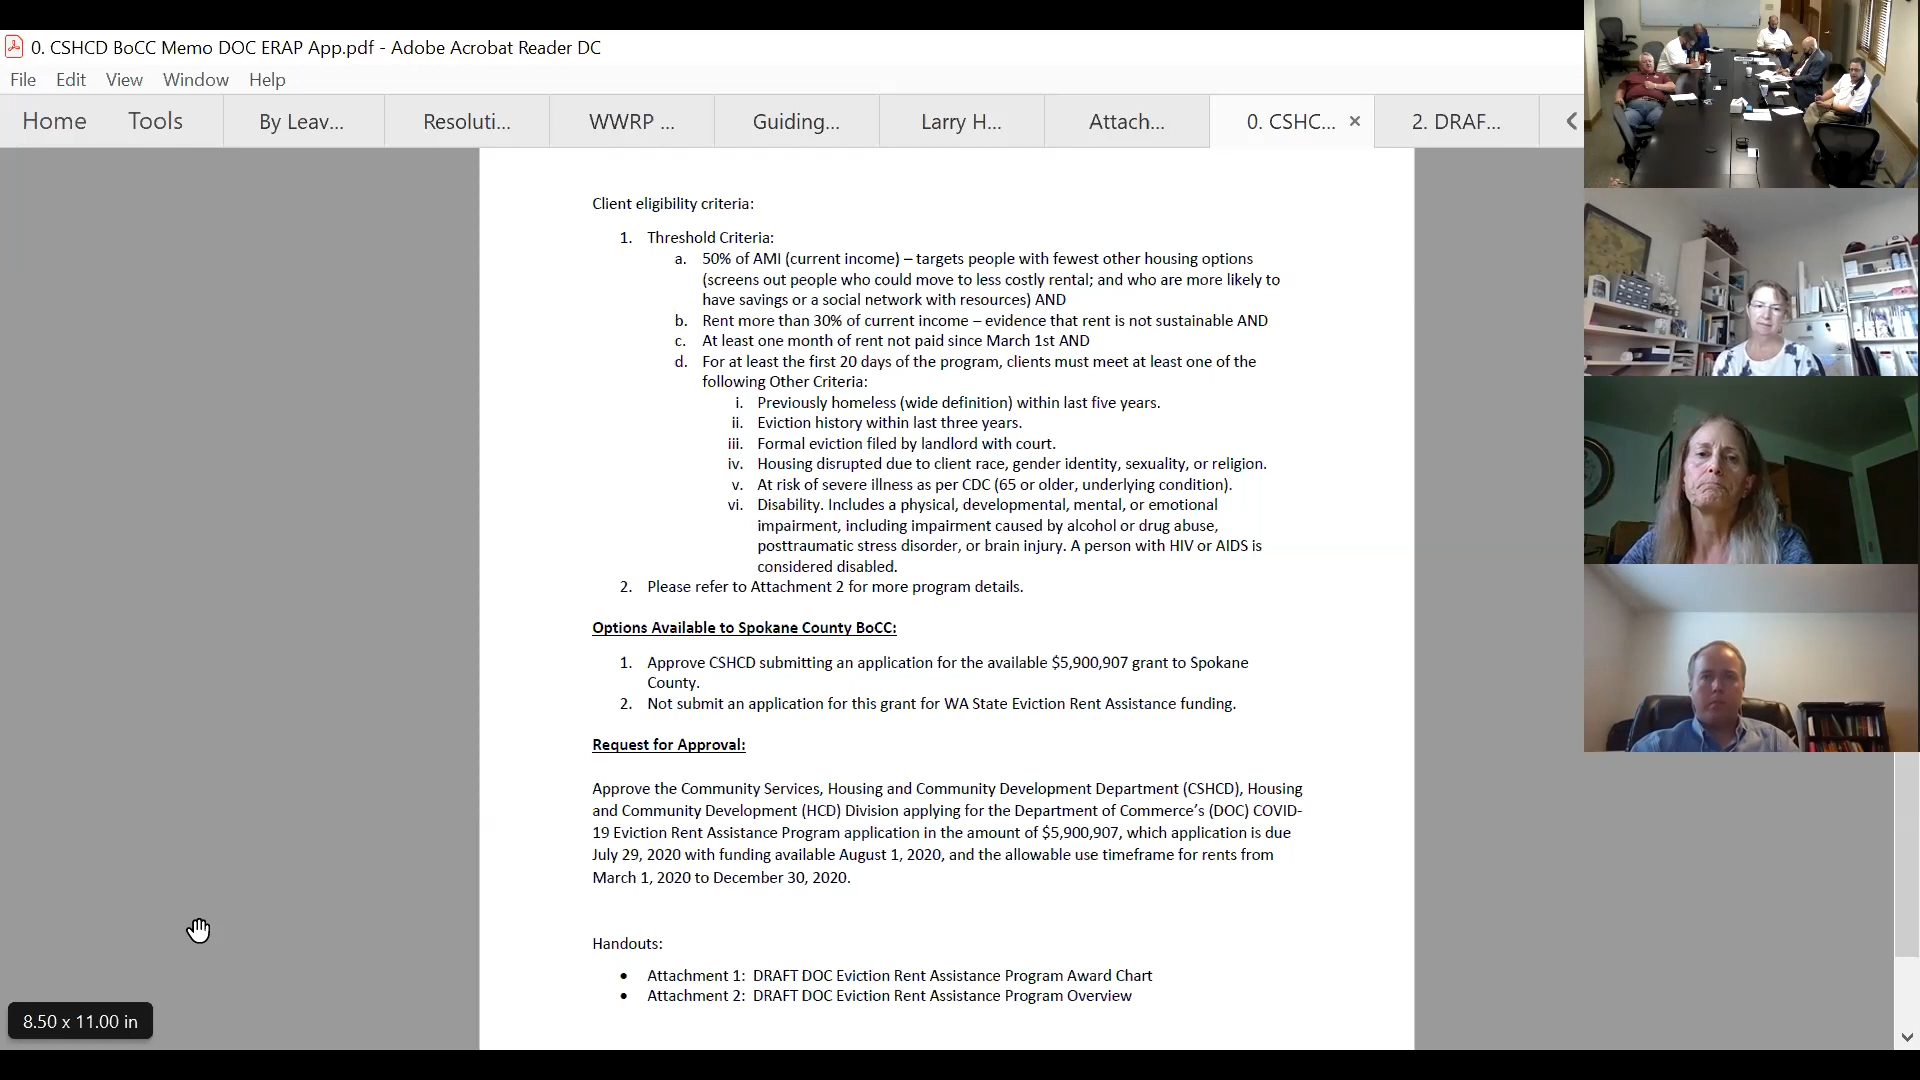 0. CSHCD BoCC Memo DOC ERAP App.pdf - Adobe Acrobat Reader DC
File Edit View Window Help
Home Tools By Leav... Resoluti... WWRP ... Guiding... Larry H... Attach... 0. CSHC... × 2. DRAF...
Client eligibility criteria:
1. Threshold Criteria:
a. 50% of AMI (current income) – targets people with fewest other housing options
(screens out people who could move to less costly rental; and who are more likely to
have savings or a social network with resources) AND
b. Rent more than 30% of current income – evidence that rent is not sustainable AND
c. At least one month of rent not paid since March 1st AND
d. For at least the first 20 days of the program, clients must meet at least one of the
following Other Criteria:
i. Previously homeless (wide definition) within last five years.
ii. Eviction history within last three years.
iii. Formal eviction filed by landlord with court.
iv. Housing disrupted due to client race, gender identity, sexuality, or religion.
v. At risk of severe illness as per CDC (65 or older, underlying condition).
vi. Disability. Includes a physical, developmental, mental, or emotional
impairment, including impairment caused by alcohol or drug abuse,
posttraumatic stress disorder, or brain injury. A person with HIV or AIDS is
considered disabled.
2. Please refer to Attachment 2 for more program details.
Options Available to Spokane County BoCC:
1. Approve CSHCD submitting an application for the available $5,900,907 grant to Spokane
County.
2. Not submit an application for this grant for WA State Eviction Rent Assistance funding.
Request for Approval:
Approve the Community Services, Housing and Community Development Department (CSHCD), Housing
and Community Development (HCD) Division applying for the Department of Commerce’s (DOC) COVID-
19 Eviction Rent Assistance Program application in the amount of $5,900,907, which application is due
July 29, 2020 with funding available August 1, 2020, and the allowable use timeframe for rents from
March 1, 2020 to December 30, 2020.
Handouts:
• Attachment 1: DRAFT DOC Eviction Rent Assistance Program Award Chart
• Attachment 2: DRAFT DOC Eviction Rent Assistance Program Overview
8.50 x 11.00 in